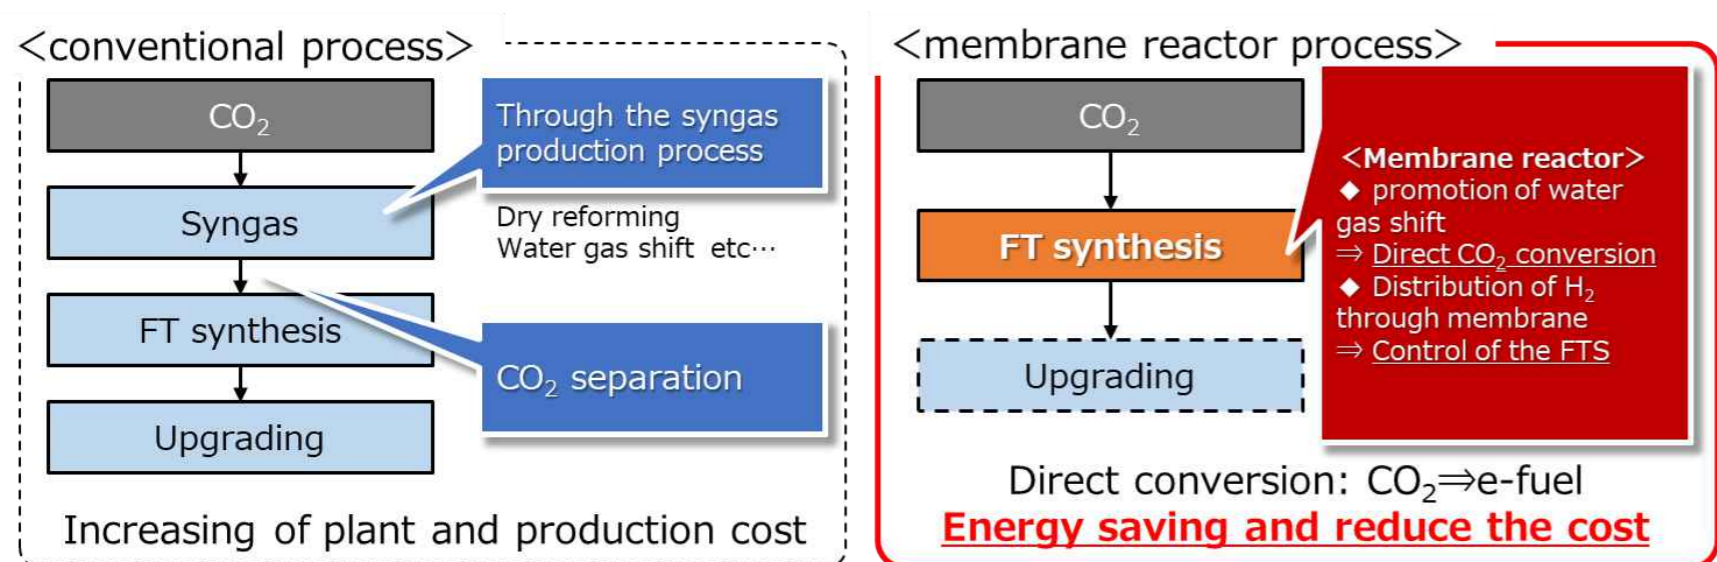 <conventional process>
CO₂
Through the syngas
production process
Syngas
Dry reforming
Water gas shift etc…
FT synthesis
CO₂ separation
Upgrading
Increasing of plant and production cost
<membrane reactor process>
CO₂
<Membrane reactor>
◆ promotion of water
gas shift
⇒ Direct CO₂ conversion
◆ Distribution of H₂
through membrane
⇒ Control of the FTS
FT synthesis
Upgrading
Direct conversion: CO₂⇒e-fuel
Energy saving and reduce the cost